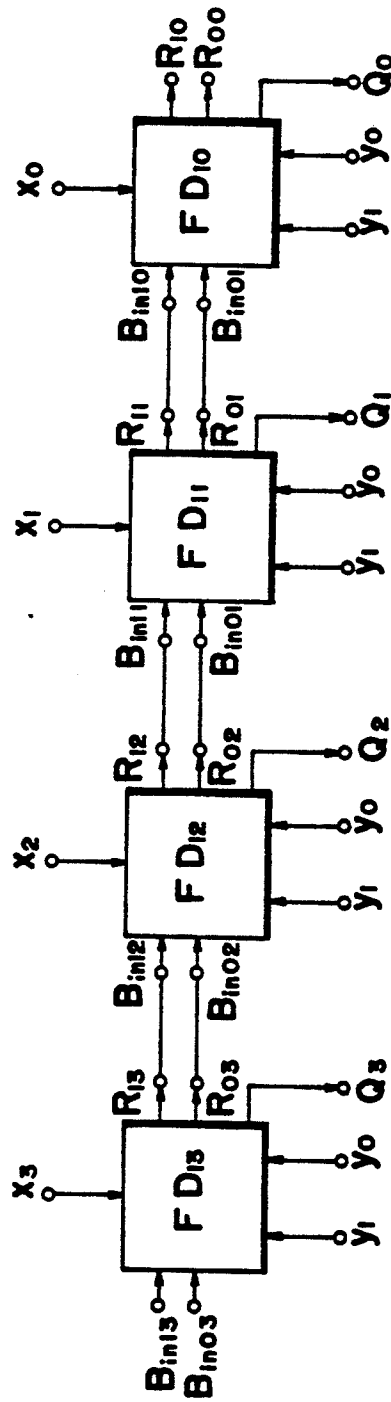 X3 X2 X1 X0
R13 Bin12 R12 Bin11 R11 Bin10 R10
FD13 FD12 FD11 FD10
Bin13
Bin03 R03 Bin02 R02 Bin01 R01 Bin01 R00
y1 y0 Q3 y1 y0 Q2 y1 y0 Q1 y1 y0 Q0